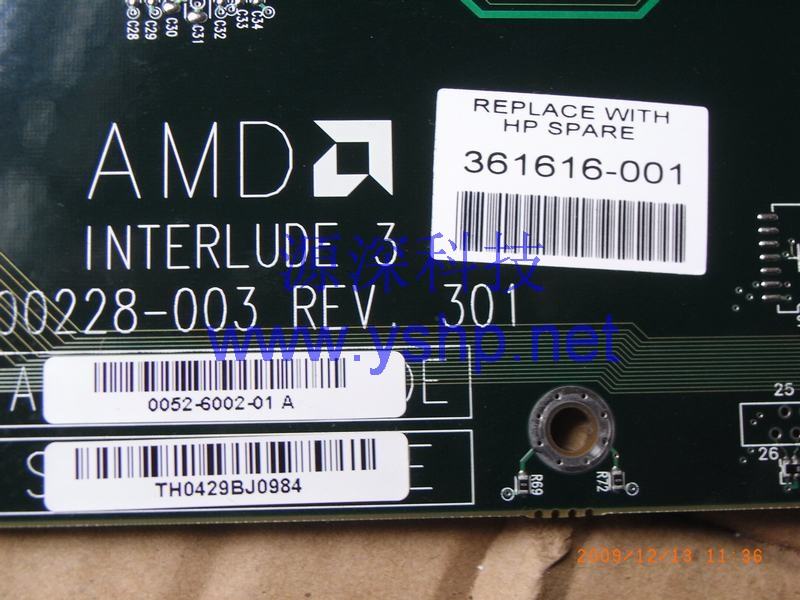 C28
C29
C30
C31
C32
C33
C34
AMD
REPLACE WITH
HP SPARE
361616-001
INTERLUDE 3
源深科技
00228-003 REV. 301
www.yshp.net
A DE
0052-6002-01 A
S E
TH0429BJ0984
R69
R72
25
26
2009/12/13 11:36